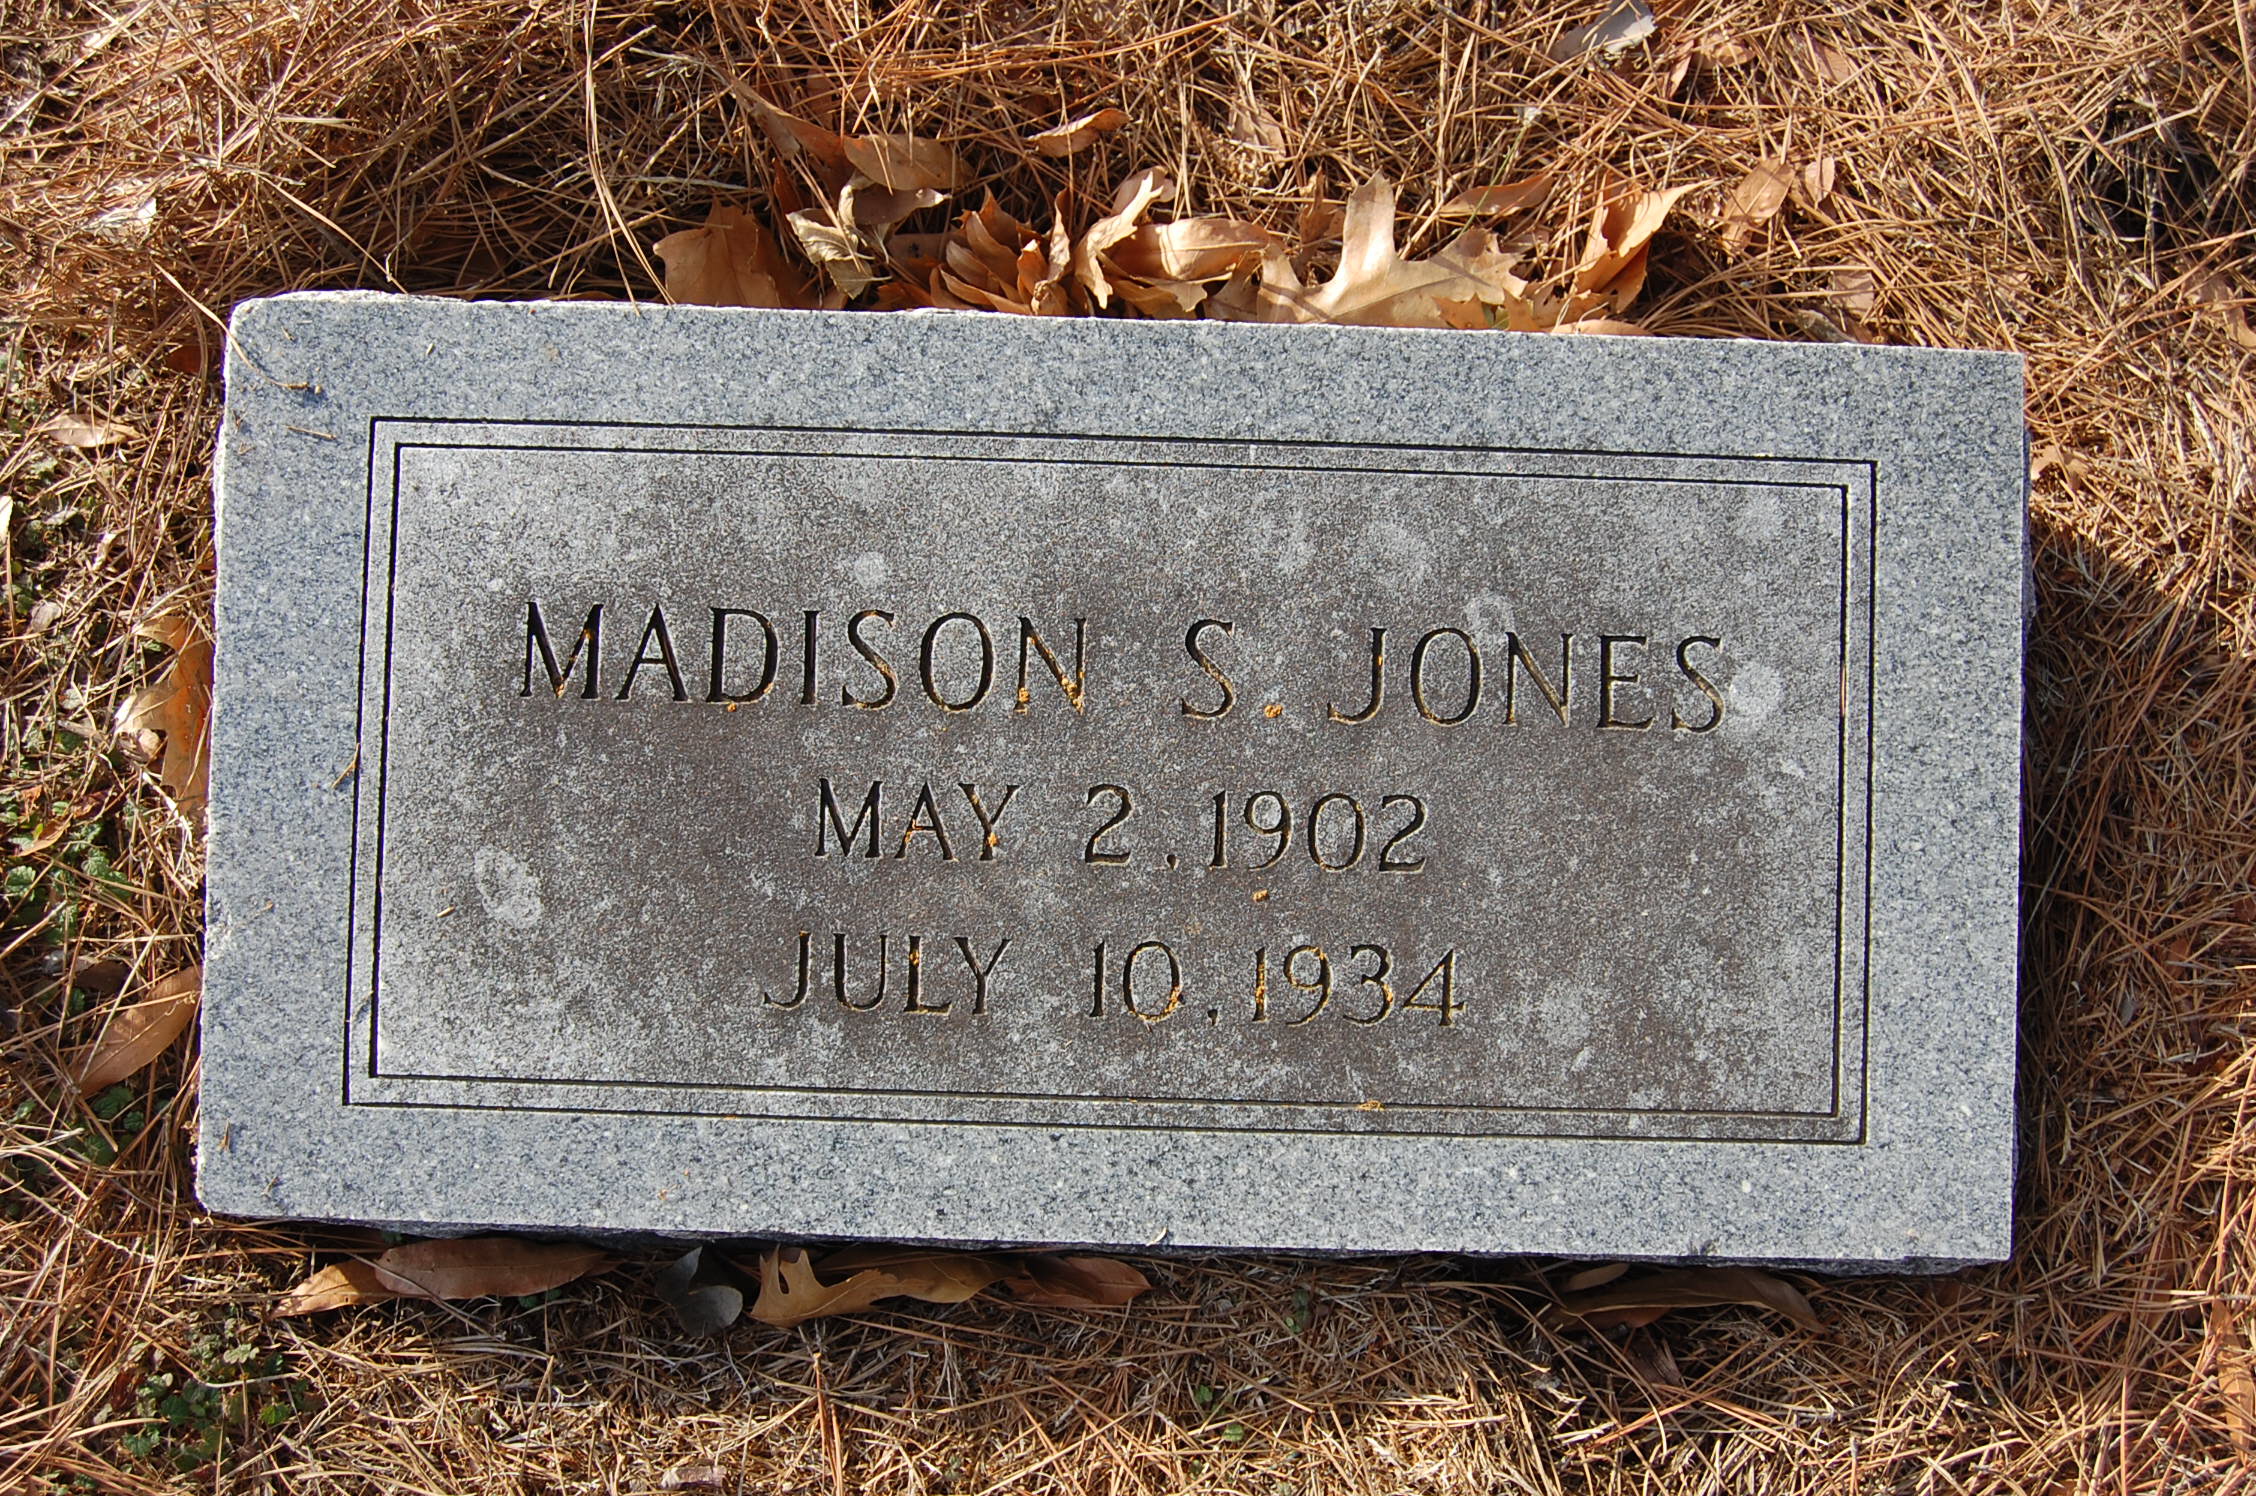 MADISON S. JONES
MAY 2, 1902
JULY 10, 1934